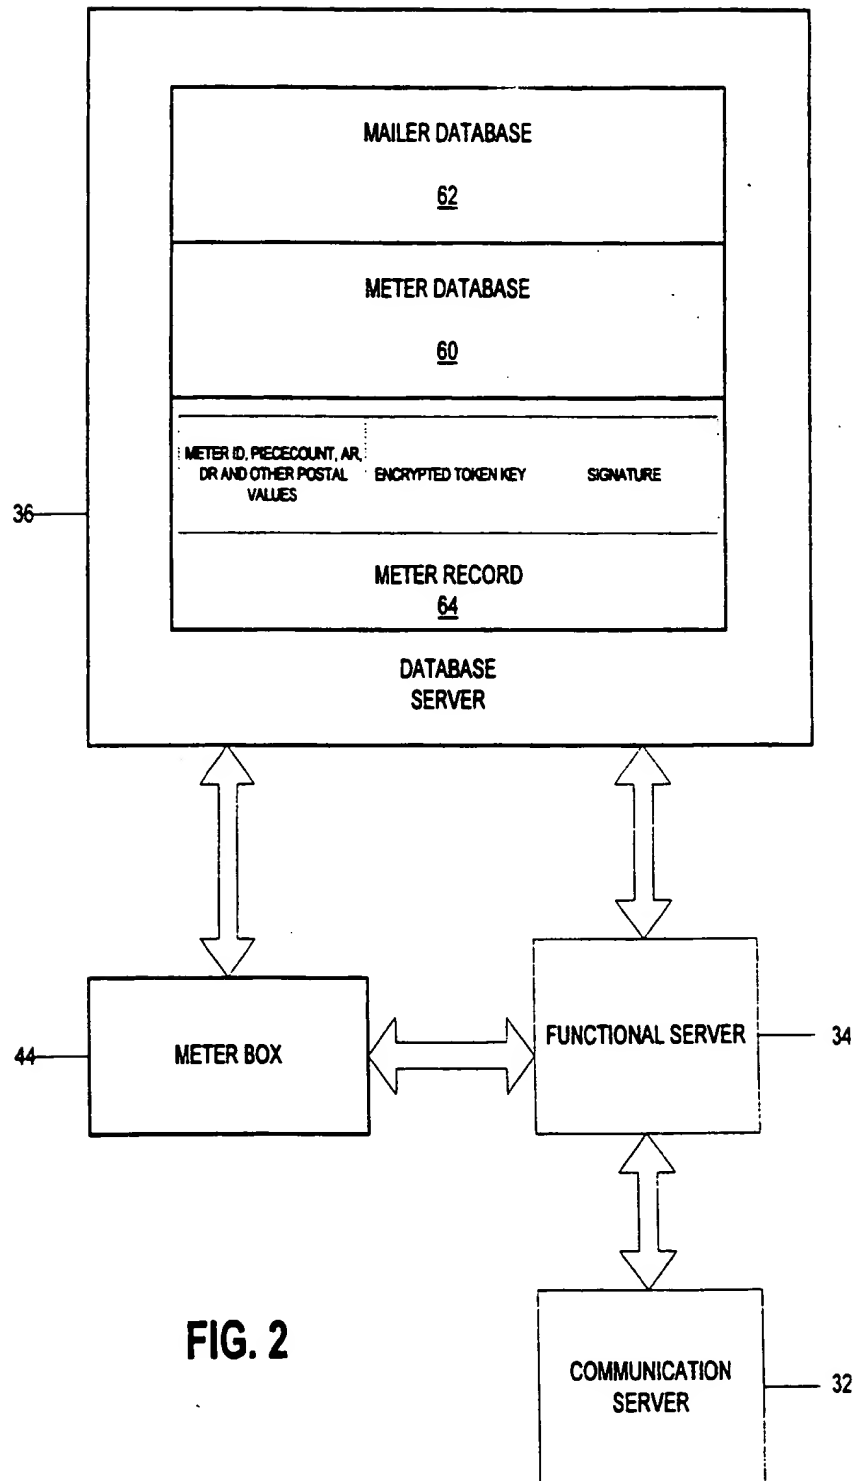 MAILER DATABASE
62
METER DATABASE
60
METER ID, PIECECOUNT, AR,
DR AND OTHER POSTAL
VALUES
ENCRYPTED TOKEN KEY
SIGNATURE
METER RECORD
64
DATABASE
SERVER
36
METER BOX
44
FUNCTIONAL SERVER
34
COMMUNICATION
SERVER
32
FIG. 2